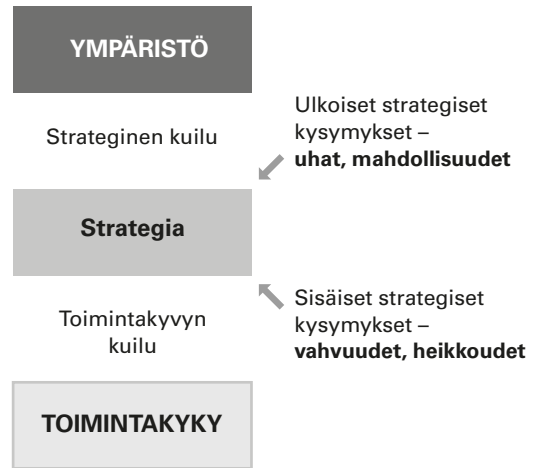 YMPÄRISTÖ
Strateginen kuilu
Ulkoiset strategiset
kysymykset –
uhat, mahdollisuudet
Strategia
Toimintakyvyn
kuilu
Sisäiset strategiset
kysymykset –
vahvuudet, heikkoudet
TOIMINTAKYKY